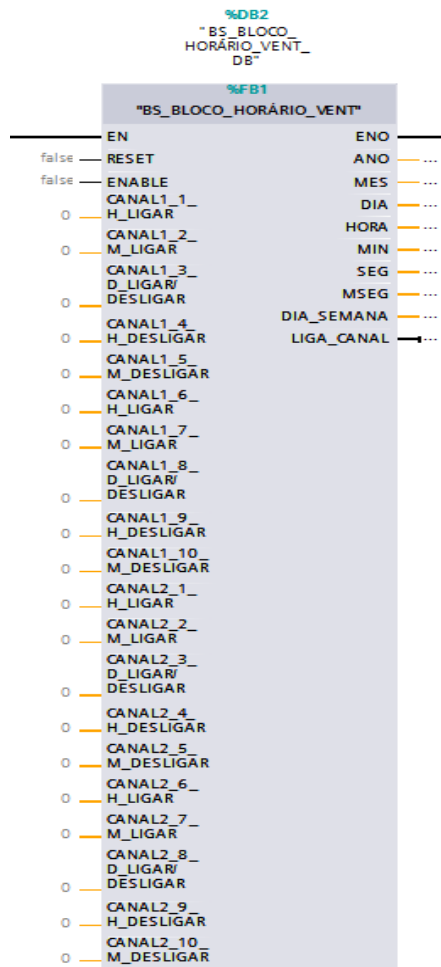 %DB2
"BS_BLOCO_
HORÁRIO_VENT_
DB"
%FB1
"BS_BLOCO_HORÁRIO_VENT"
EN ENO
false RESET ANO ...
false ENABLE MES ...
CANAL1_1_
0 H_LIGAR
DIA ...
CANAL1_2_
0 M_LIGAR
HORA ...
MIN ...
CANAL1_3_
D_LIGAR/
0 DESLIGAR
SEG ...
MSEG ...
DIA_SEMANA ...
CANAL1_4_
0 H_DESLIGAR
LIGA_CANAL ...
CANAL1_5_
0 M_DESLIGAR
CANAL1_6_
0 H_LIGAR
CANAL1_7_
0 M_LIGAR
CANAL1_8_
D_LIGAR/
0 DESLIGAR
CANAL1_9_
0 H_DESLIGAR
CANAL1_10_
0 M_DESLIGAR
CANAL2_1_
0 H_LIGAR
CANAL2_2_
0 M_LIGAR
CANAL2_3_
D_LIGAR/
0 DESLIGAR
CANAL2_4_
0 H_DESLIGAR
CANAL2_5_
0 M_DESLIGAR
CANAL2_6_
0 H_LIGAR
CANAL2_7_
0 M_LIGAR
CANAL2_8_
D_LIGAR/
0 DESLIGAR
CANAL2_9_
0 H_DESLIGAR
CANAL2_10_
0 M_DESLIGAR